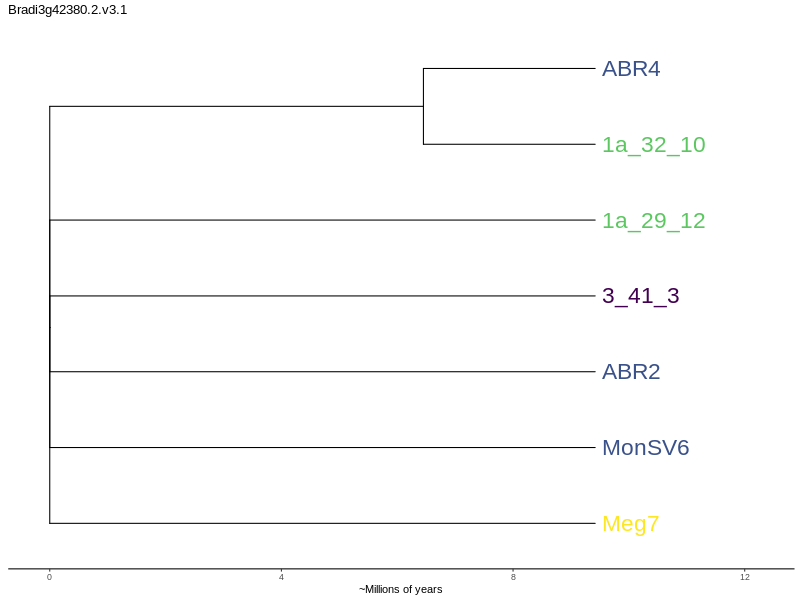 Bradi3g42380.2.v3.1
ABR4
1a_32_10
1a_29_12
3_41_3
ABR2
MonSV6
Meg7
0 4 8 12
~Millions of years